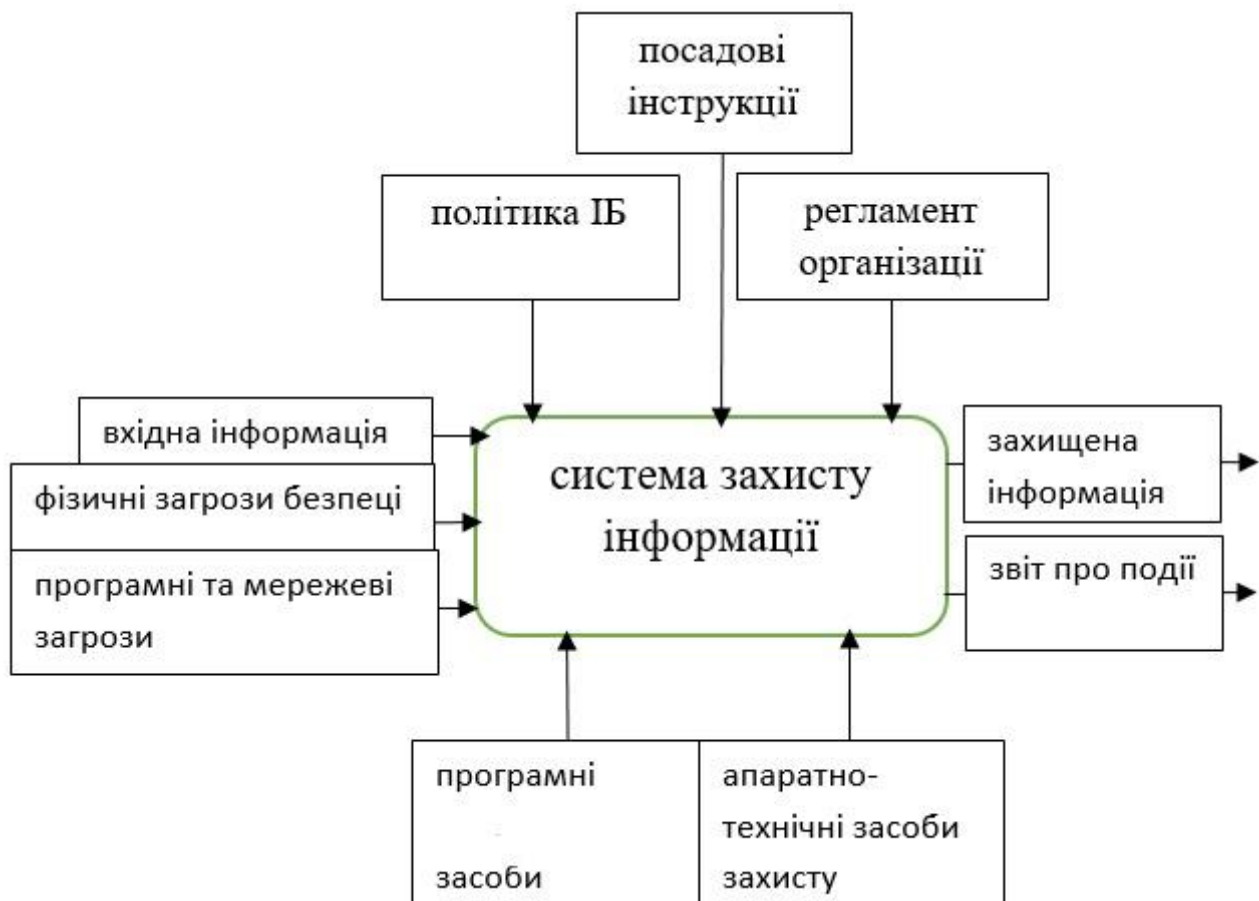 посадові
інструкції
політика ІБ
регламент
організації
вхідна інформація
фізичні загрози безпеці
програмні та мережеві
загрози
система захисту
інформації
захищена
інформація
звіт про події
програмні
засоби
апаратно-
технічні засоби
захисту